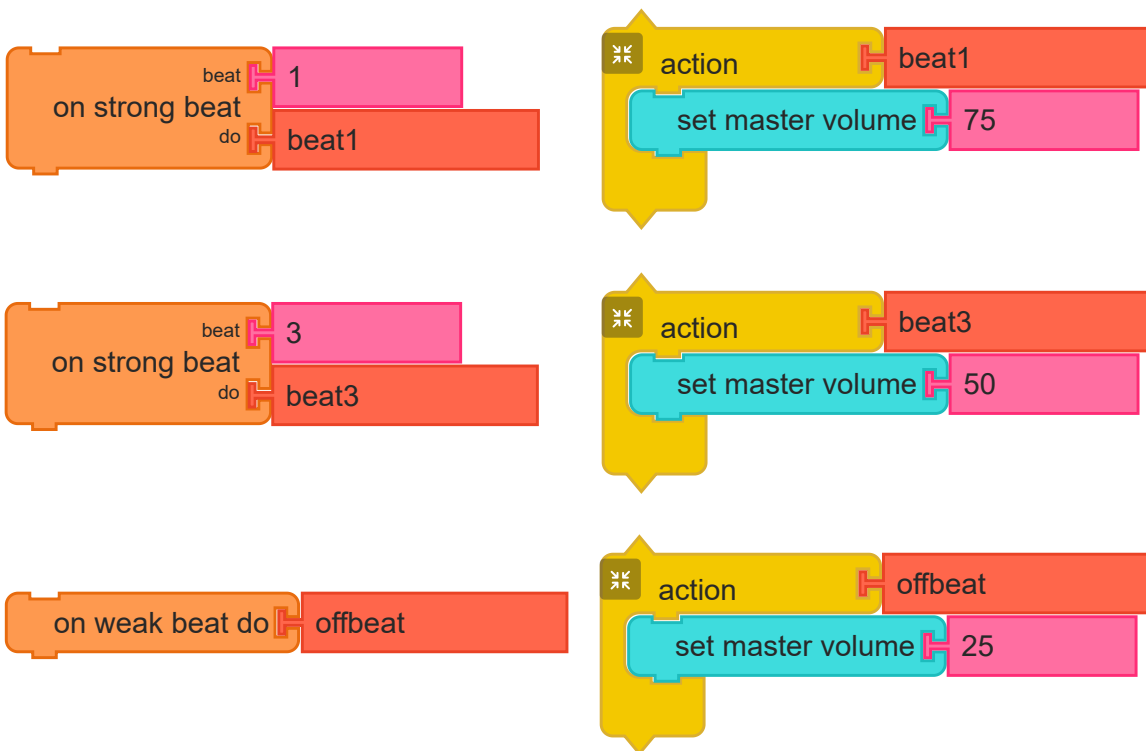 beat 1
on strong beat
do beat1
action beat1
set master volume 75
beat 3
on strong beat
do beat3
action beat3
set master volume 50
on weak beat do offbeat
action offbeat
set master volume 25